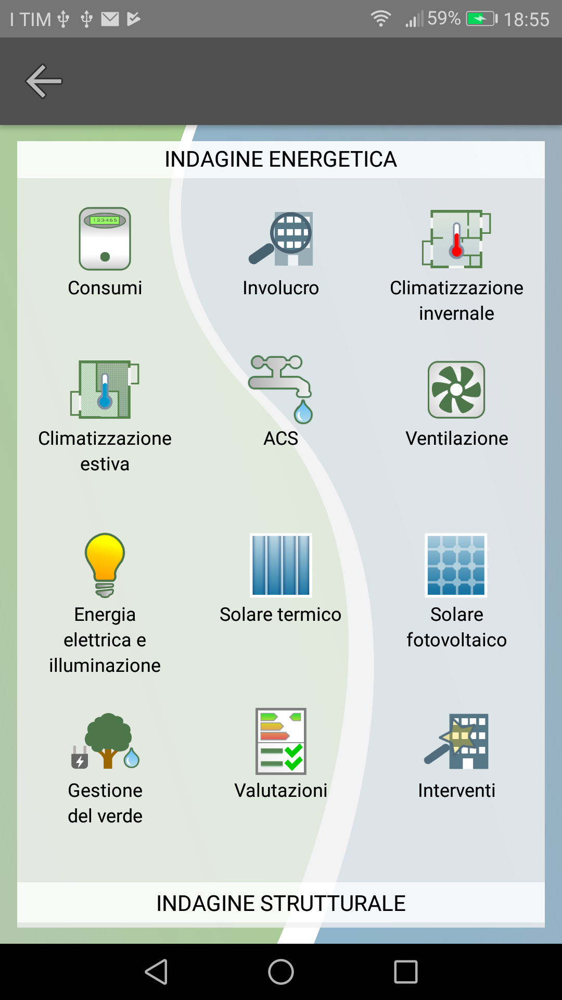 I TIM 59% 18:55
INDAGINE ENERGETICA
123465
Consumi
Involucro
Climatizzazione
invernale
Climatizzazione
estiva
ACS
Ventilazione
Energia
elettrica e
illuminazione
Solare termico
Solare
fotovoltaico
Gestione
del verde
Valutazioni
Interventi
INDAGINE STRUTTURALE